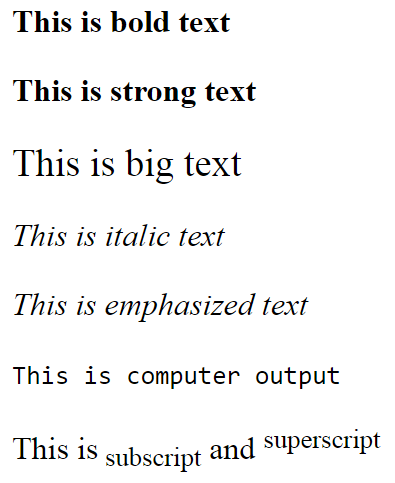 This is bold text
This is strong text
This is big text
This is italic text
This is emphasized text
This is computer output
This is subscript and superscript